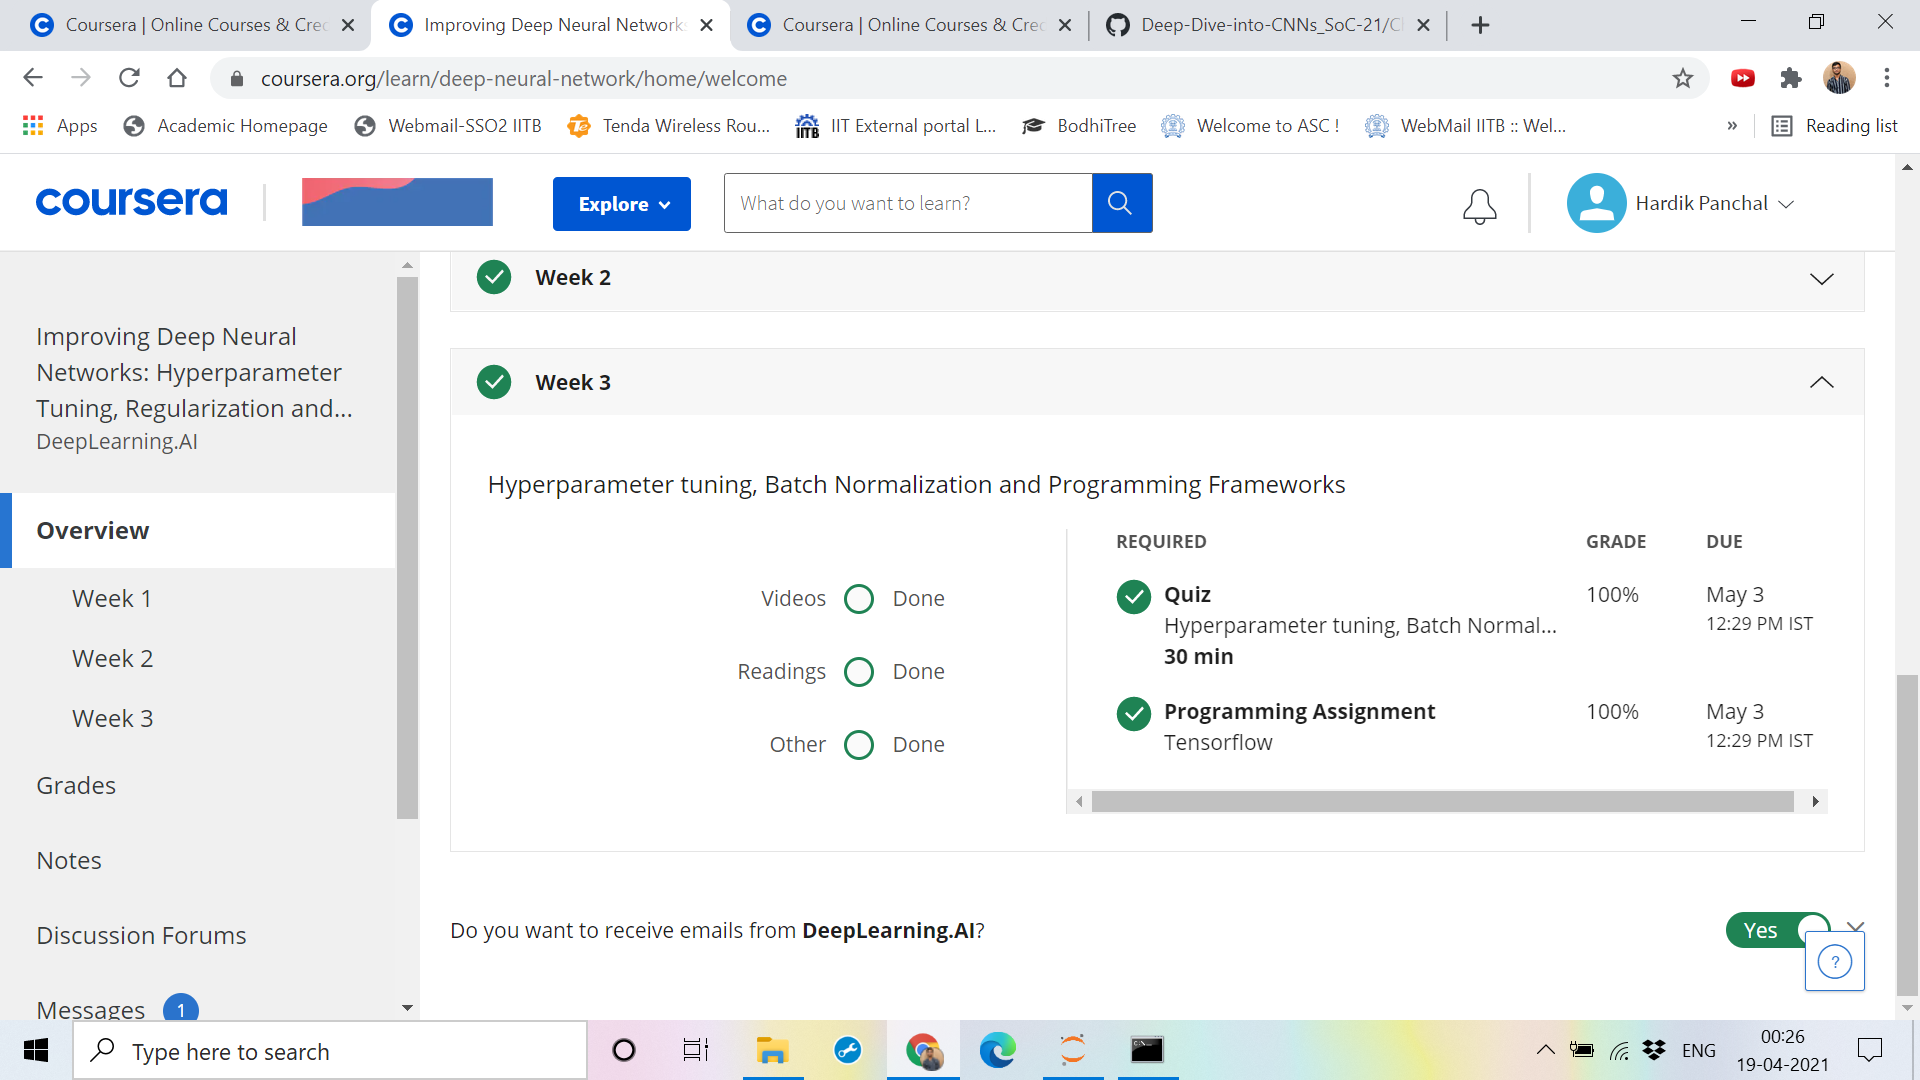 Coursera | Online Courses & Cre
Improving Deep Neural Network
Coursera | Online Courses & Cre
Deep-Dive-into-CNNs_SoC-21/C
coursera.org/learn/deep-neural-network/home/welcome
Apps
Academic Homepage
Webmail-SSO2 IITB
Tenda Wireless Rou...
IIT External portal L...
BodhiTree
Welcome to ASC !
WebMail IITB :: Wel...
»
Reading list
coursera
Explore
What do you want to learn?
Hardik Panchal
Improving Deep Neural
Networks: Hyperparameter
Tuning, Regularization and...
DeepLearning.AI
Overview
Week 1
Week 2
Week 3
Grades
Notes
Discussion Forums
Messages 1
Week 2
Week 3
Hyperparameter tuning, Batch Normalization and Programming Frameworks
Videos Done
Readings Done
Other Done
REQUIRED GRADE DUE
Quiz 100% May 3
Hyperparameter tuning, Batch Normal... 12:29 PM IST
30 min
Programming Assignment 100% May 3
Tensorflow 12:29 PM IST
Do you want to receive emails from DeepLearning.AI?
Yes
?
Type here to search
ENG
00:26
19-04-2021